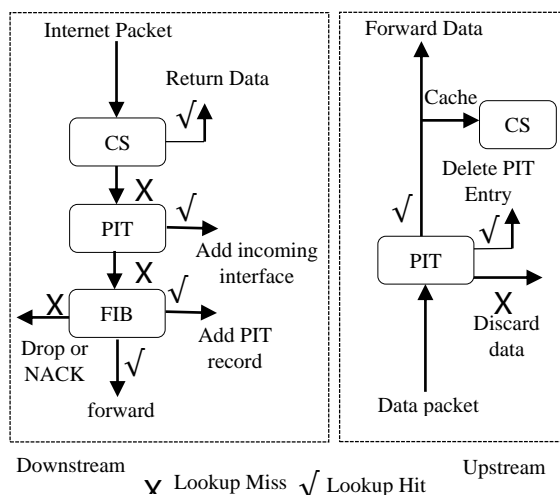 Internet Packet
Return Data
√
CS
X
√
PIT
Add incoming
interface
X
X
√
FIB
Drop or
NACK
√
Add PIT
record
forward
Forward Data
Cache
CS
Delete PIT
Entry
√
√
PIT
X
Discard
data
Data packet
Downstream
X Lookup Miss √ Lookup Hit
Upstream